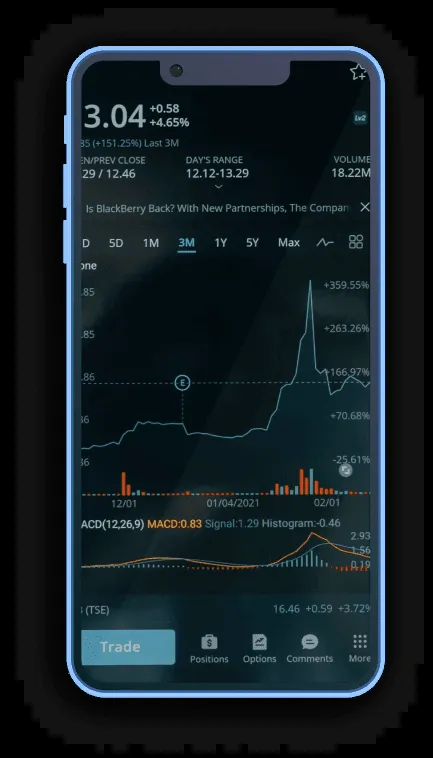 3.04 +0.58
+4.65%
Lv2
35 (+151.25%) Last 3M
EN/PREV CLOSE DAY'S RANGE VOLUME
.29 / 12.46 12.12-13.29 18.22M
Is BlackBerry Back? With New Partnerships, The Compan
D 5D 1M 3M 1Y 5Y Max
one
.85 +359.55%
.85 +263.26%
.86 +166.97%
E
36 +70.68%
36 -25.61%
12/01 01/04/2021 02/01
ACD(12,26,9) MACD:0.83 Signal:1.29 Histogram:-0.46
2.93
1.56
0.19
(TSE) 16.46 +0.59 +3.72%
Trade Positions Options Comments More